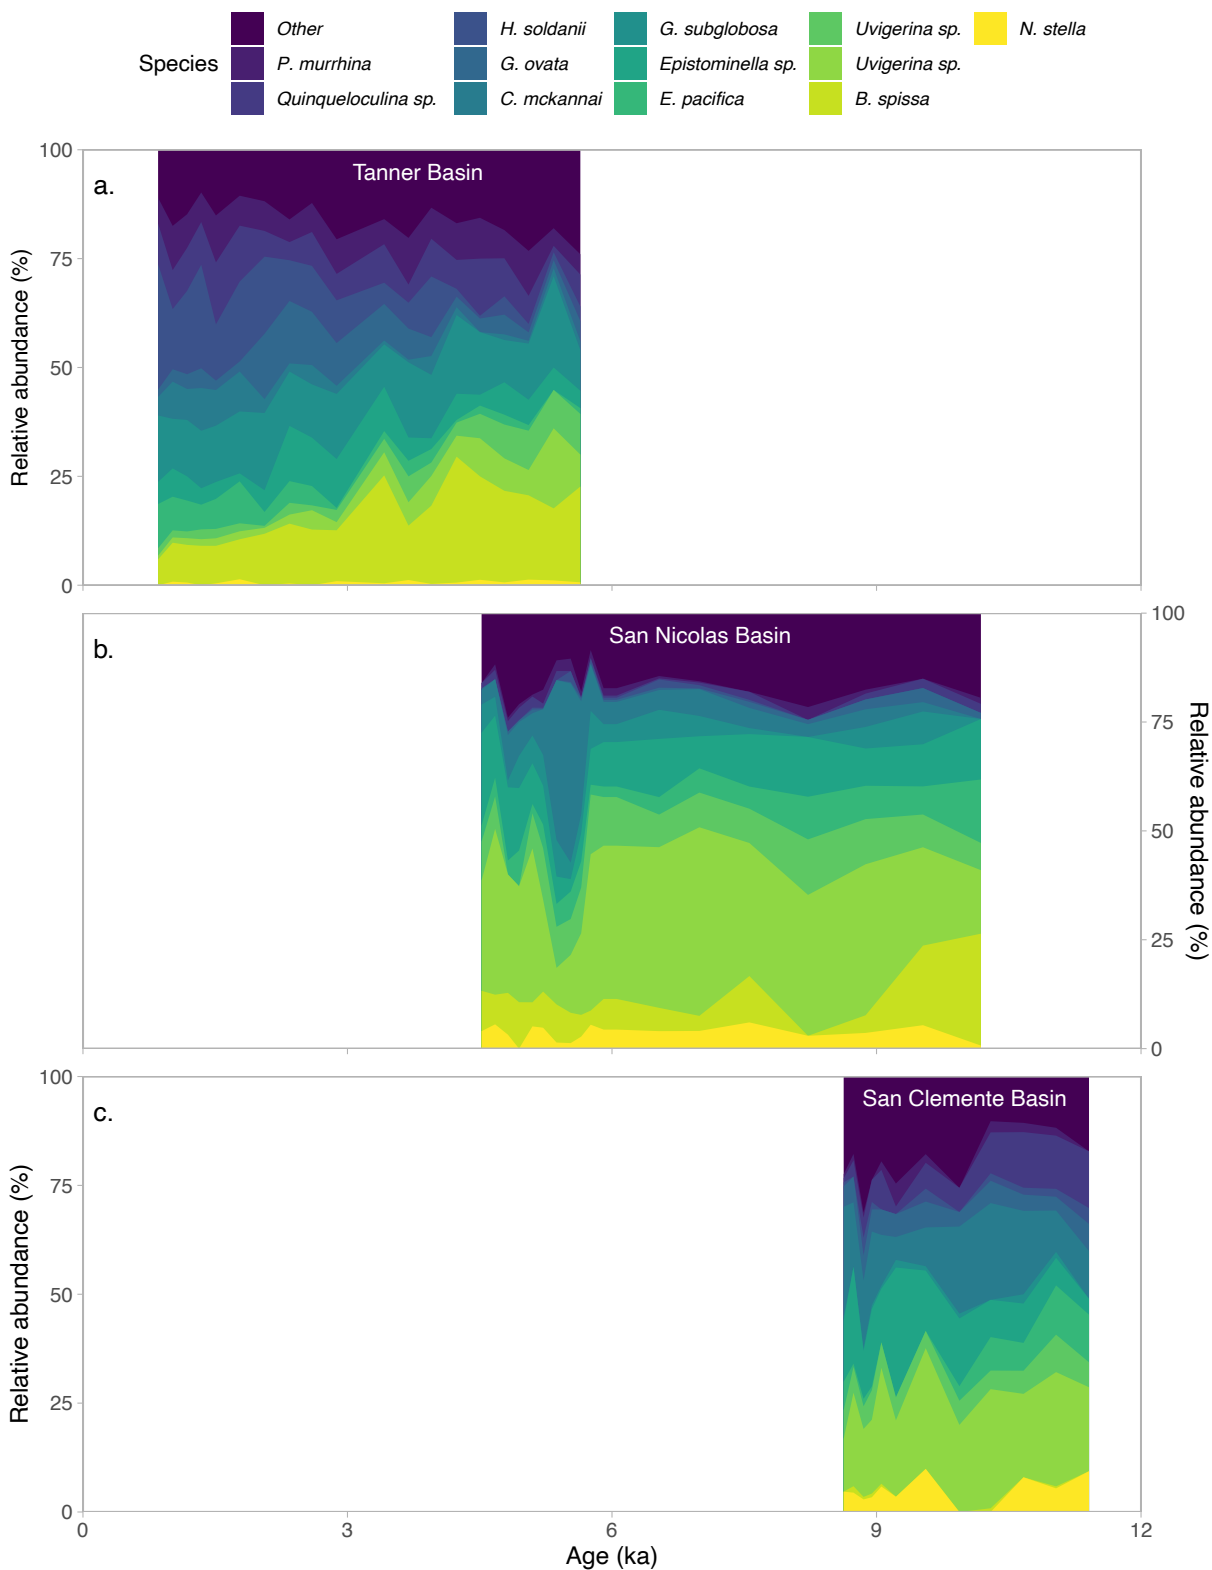 Species
Other
P. murrhina
Quinqueloculina sp.
H. soldanii
G. ovata
C. mckannai
G. subglobosa
Epistominella sp.
E. pacifica
Uvigerina sp.
Uvigerina sp.
B. spissa
N. stella
a.
Tanner Basin
100
75
50
25
0
Relative abundance (%)
b.
San Nicolas Basin
100
75
50
25
0
Relative abundance (%)
c.
San Clemente Basin
100
75
50
25
0
Relative abundance (%)
0 3 6 9 12
Age (ka)